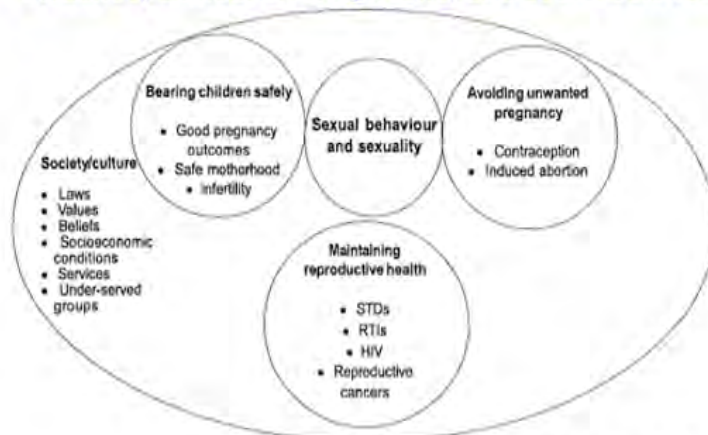 Bearing children safely
• Good pregnancy
outcomes
• Safe motherhood
• Infertility
Sexual behaviour
and sexuality
Avoiding unwanted
pregnancy
• Contraception
• Induced abortion
Society/culture
• Laws
• Values
• Beliefs
• Socioeconomic
conditions
• Services
• Under-served
groups
Maintaining
reproductive health
• STDs
• RTIs
• HIV
• Reproductive
cancers